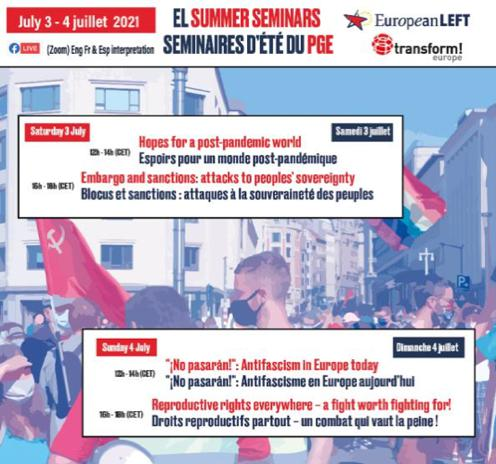 July 3 - 4 juillet 2021
EL SUMMER SEMINARS
LIVE (Zoom) Eng Fr & Esp interpretation
SEMINAIRES D'ÉTÉ DU PGE
European LEFT
transform!
europe
Saturday 3 July
Samedi 3 juillet
12h - 14h (CET)
Hopes for a post-pandemic world
Espoirs pour un monde post-pandémique
16h - 18h (CET)
Embargo and sanctions: attacks to peoples' sovereignty
Blocus et sanctions : attaques à la souveraineté des peuples
Sunday 4 July
Dimanche 4 juillet
12h - 14h (CET)
"¡No pasarán!": Antifascism in Europe today
"¡No pasarán!": Antifascisme en Europe aujourd'hui
16h - 18h (CET)
Reproductive rights everywhere – a fight worth fighting for!
Droits reproductifs partout – un combat qui vaut la peine !
P